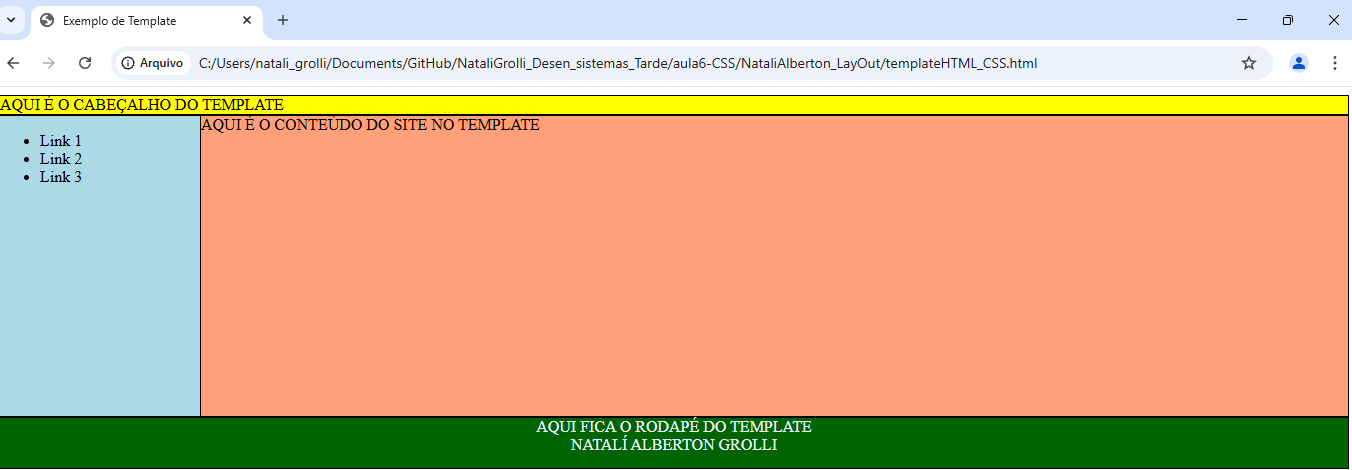 Exemplo de Template
Arquivo
C:/Users/natali_grolli/Documents/GitHub/NataliGrolli_Desen_sistemas_Tarde/aula6-CSS/NataliAlberton_LayOut/templateHTML_CSS.html
AQUI É O CABEÇALHO DO TEMPLATE
Link 1
Link 2
Link 3
AQUI É O CONTEÚDO DO SITE NO TEMPLATE
AQUI FICA O RODAPÉ DO TEMPLATE
NATALÍ ALBERTON GROLLI